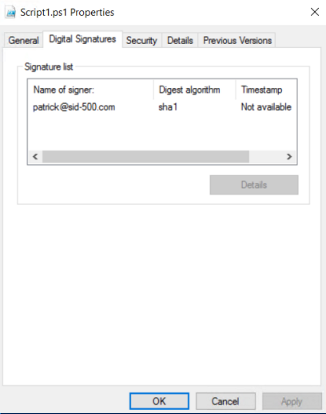 Script1.ps1 Properties
General Digital Signatures Security Details Previous Versions
Signature list
Name of signer: Digest algorithm Timestamp
patrick@sid-500.com sha1 Not available
Details
OK Cancel Apply